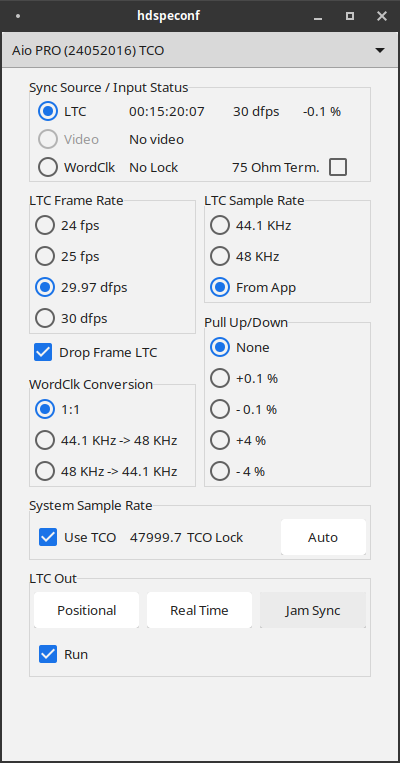 hdspeconf
Aio PRO (24052016) TCO
Sync Source / Input Status
LTC 00:15:20:07 30 dfps -0.1 %
Video No video
WordClk No Lock 75 Ohm Term.
LTC Frame Rate
24 fps
25 fps
29.97 dfps
30 dfps
Drop Frame LTC
LTC Sample Rate
44.1 KHz
48 KHz
From App
Pull Up/Down
None
+0.1 %
- 0.1 %
+4 %
- 4 %
WordClk Conversion
1:1
44.1 KHz -> 48 KHz
48 KHz -> 44.1 KHz
System Sample Rate
Use TCO 47999.7 TCO Lock Auto
LTC Out
Positional Real Time Jam Sync
Run